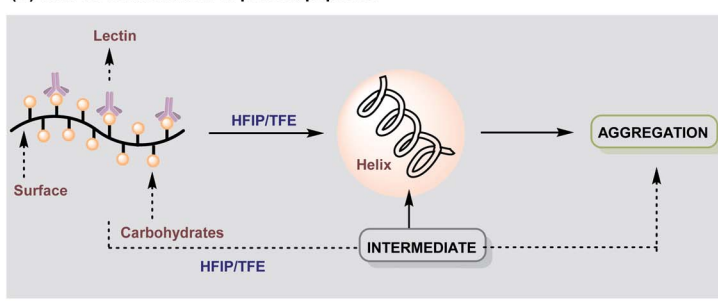 Lectin
HFIP/TFE
AGGREGATION
Helix
Surface
Carbohydrates
INTERMEDIATE
HFIP/TFE